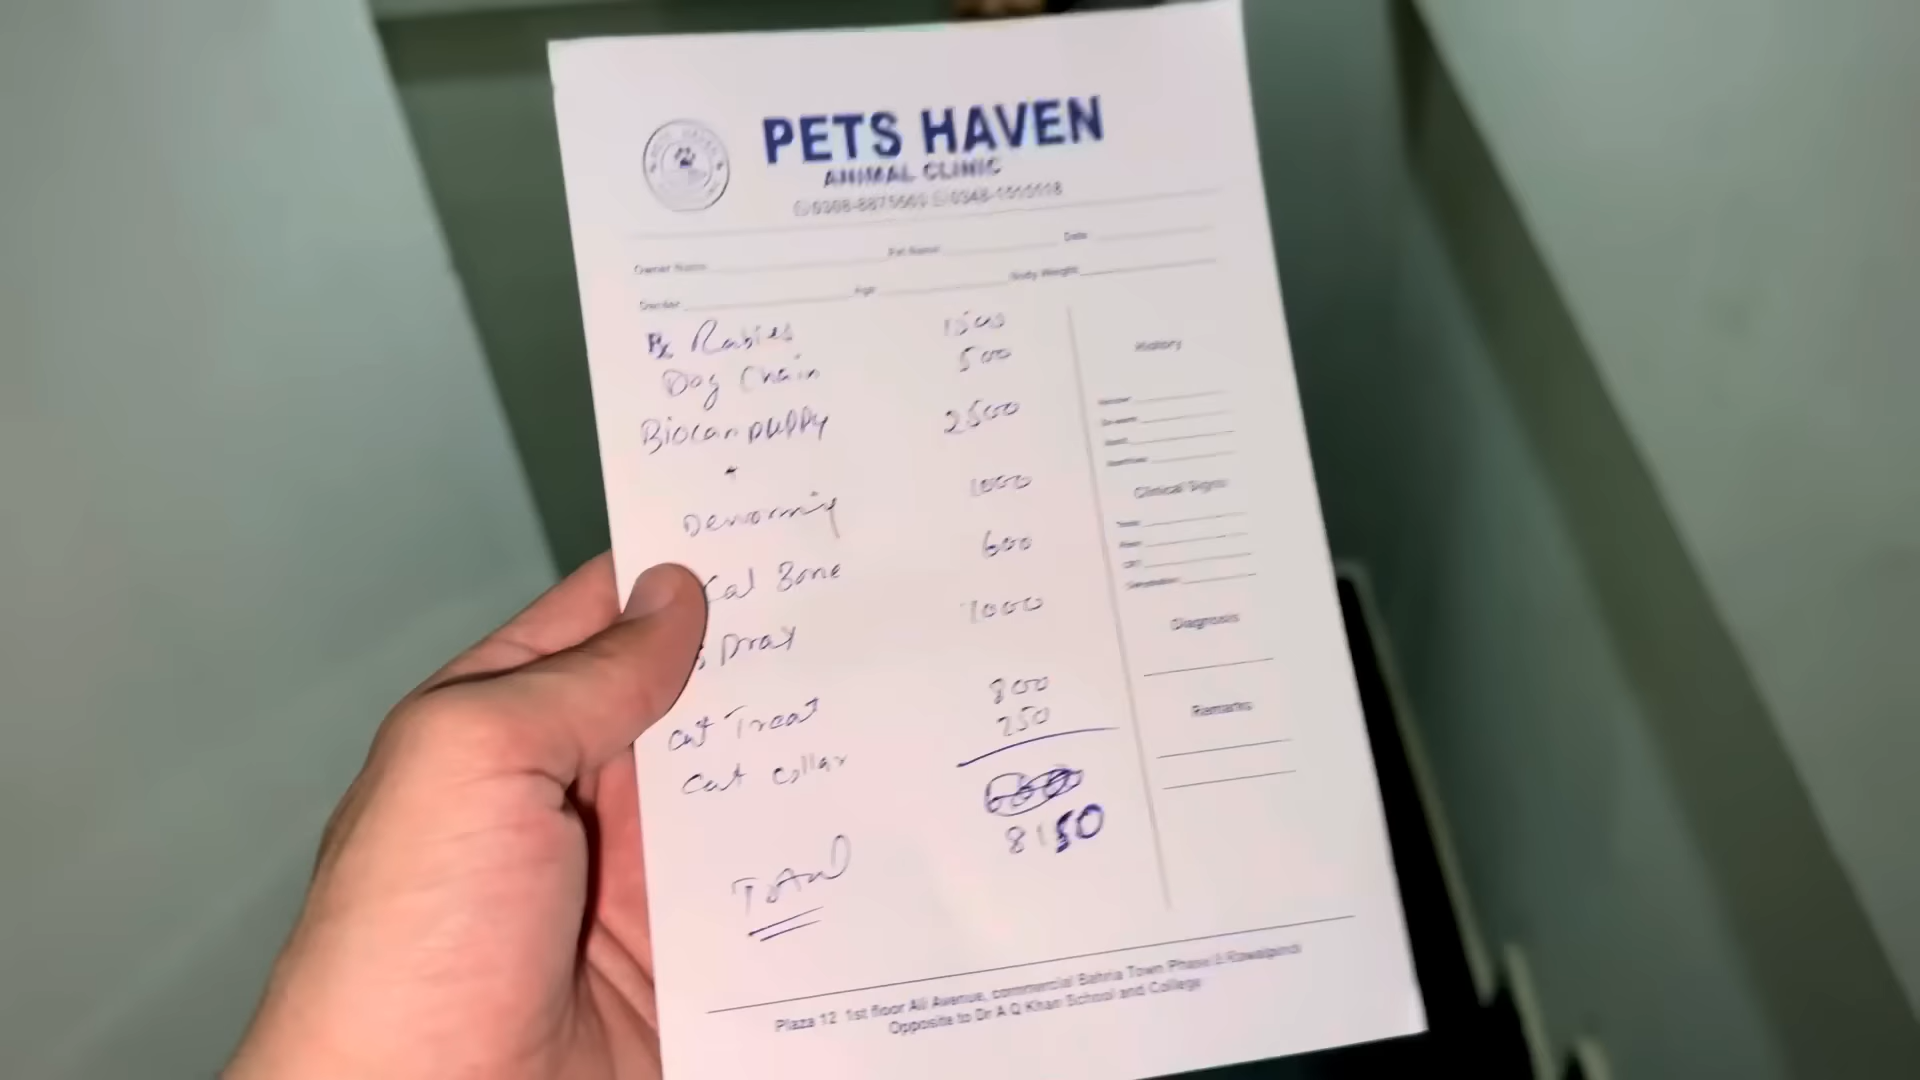 PETS HAVEN
ANIMAL CLINIC
Owner Name Pet Name Date
Gender Age Body Weight
Rx Rabies 1500
Dog Chain 500
Biocan puppy 2500
+
Deworming 1000
Cal Bone 600
Spray 1000
Cat Treat 800
Cat collar 250
8150
Total
History
Clinical Signs
Diagnosis
Remarks
Plaza 12 1st floor Ali Avenue, commercial Bahria Town Phase Rawalpindi
Opposite to Dr A Q Khan School and College